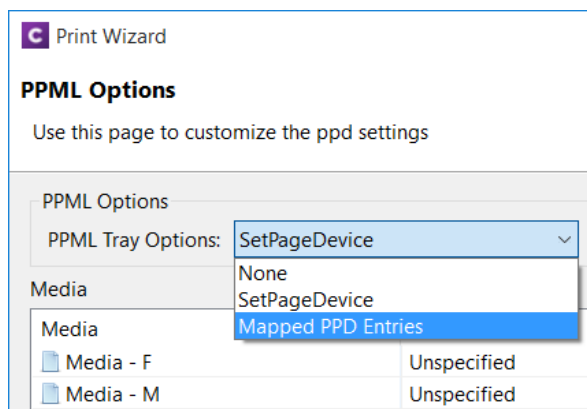 C Print Wizard
PPML Options
Use this page to customize the ppd settings
PPML Options
PPML Tray Options: SetPageDevice
None
Media SetPageDevice
Media Mapped PPD Entries
Media - F Unspecified
Media - M Unspecified